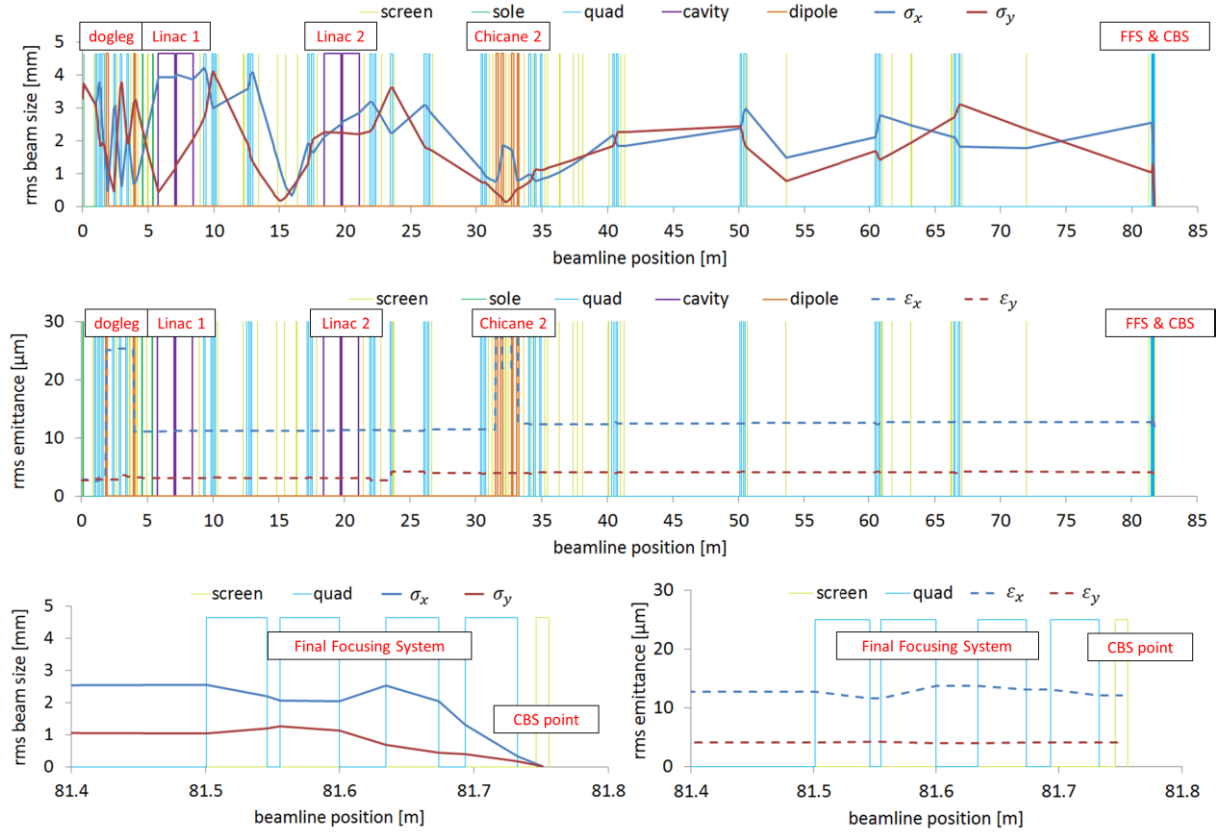 screen sole quad cavity dipole σx σy
dogleg Linac 1 Linac 2 Chicane 2 FFS & CBS
rms beam size [mm]
5
4
3
2
1
0
0 5 10 15 20 25 30 35 40 45 50 55 60 65 70 75 80 85
beamline position [m]
screen sole quad cavity dipole εx εy
dogleg Linac 1 Linac 2 Chicane 2 FFS & CBS
rms emittance [µm]
30
20
10
0
0 5 10 15 20 25 30 35 40 45 50 55 60 65 70 75 80 85
beamline position [m]
screen quad σx σy
rms beam size [mm]
5
4
3
2
1
0
Final Focusing System
CBS point
81.4 81.5 81.6 81.7 81.8
beamline position [m]
screen quad εx εy
rms emittance [µm]
30
20
10
0
Final Focusing System
CBS point
81.4 81.5 81.6 81.7 81.8
beamline position [m]